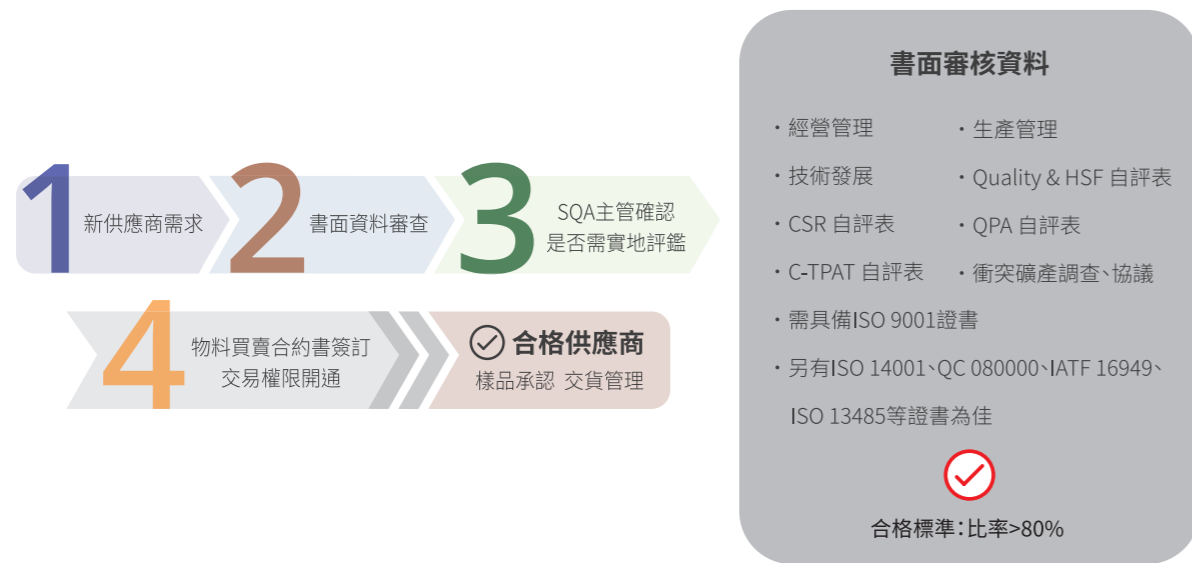 1
新供應商需求
2
書面資料審查
3
SQA主管確認
是否需實地評鑑
4
物料買賣合約書簽訂
交易權限開通
合格供應商
樣品承認 交貨管理
書面審核資料
・經營管理 ・生產管理
・技術發展 ・Quality & HSF 自評表
・CSR 自評表 ・QPA 自評表
・C-TPAT 自評表 ・衝突礦產調查、協議
・需具備ISO 9001證書
・另有ISO 14001、QC 080000、IATF 16949、
ISO 13485等證書為佳
合格標準：比率>80%